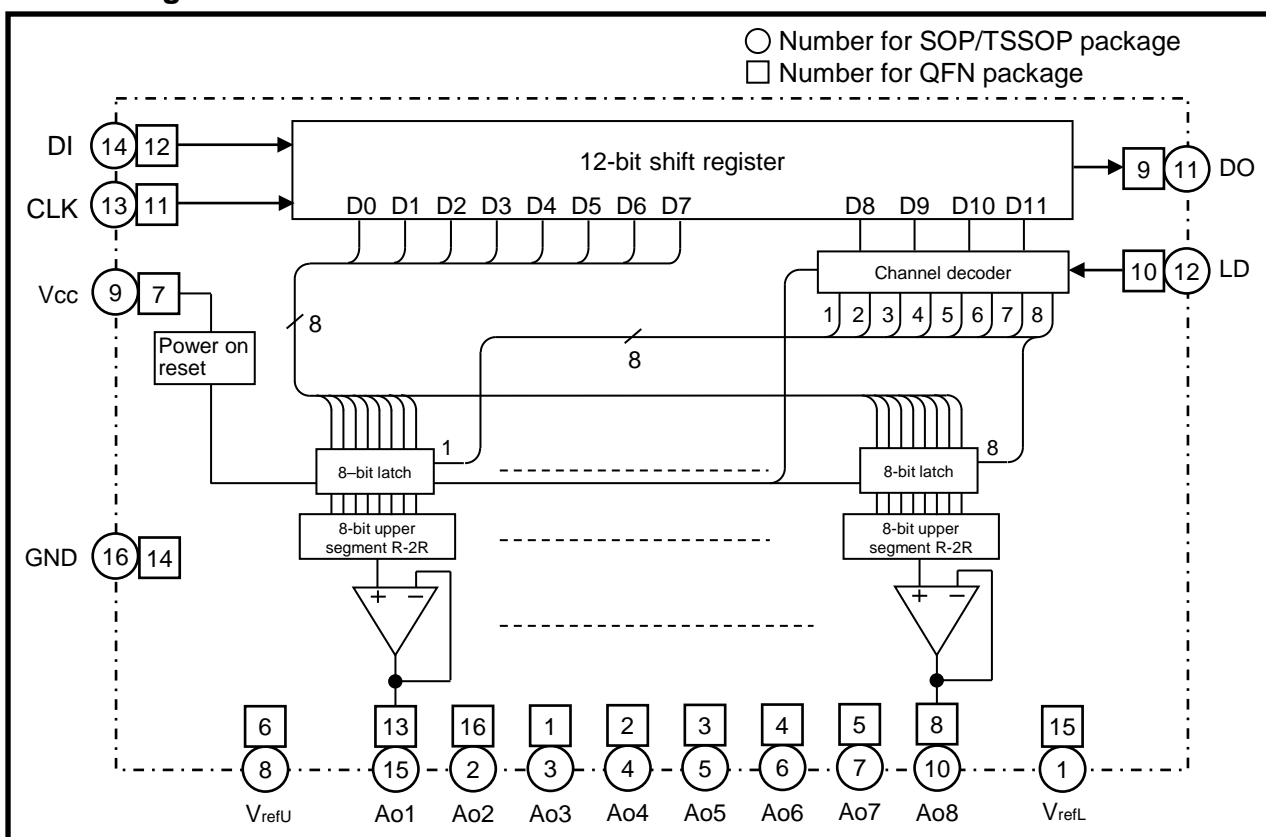 Number for SOP/TSSOP package
Number for QFN package
DI 14 12
12-bit shift register
9 11 DO
CLK 13 11
D0 D1 D2 D3 D4 D5 D6 D7
D8 D9 D10 D11
Channel decoder
10 12 LD
Vcc 9 7
1 2 3 4 5 6 7 8
8
8
Power on
reset
1
8
8–bit latch
8-bit latch
8-bit upper
segment R-2R
8-bit upper
segment R-2R
GND 16 14
+ −
+ −
6 13 16 1 2 3 4 5 8 15
8 15 2 3 4 5 6 7 10 1
VrefU Ao1 Ao2 Ao3 Ao4 Ao5 Ao6 Ao7 Ao8 VrefL